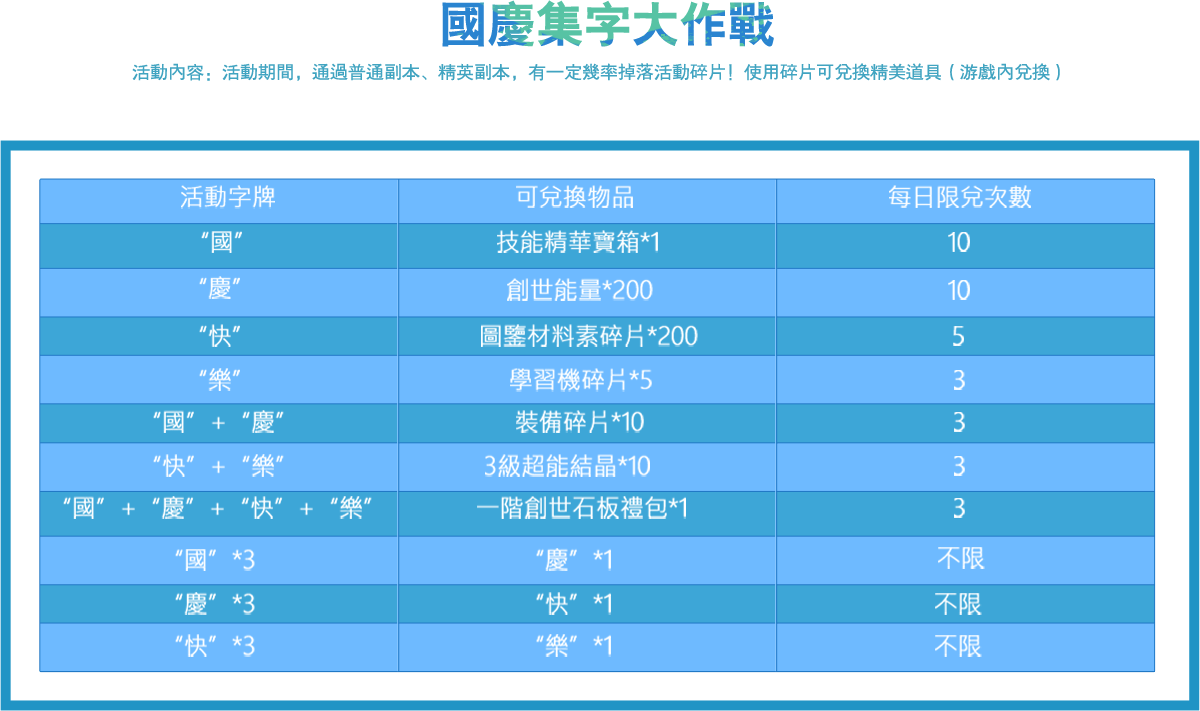 國慶集字大作戰
活動內容：活動期間，通過普通副本、精英副本，有一定幾率掉落活動碎片！使用碎片可兌換精美道具（游戲內兌換）
活動字牌 可兌換物品 每日限兌次數
“國” 技能精華寶箱*1 10
“慶” 創世能量*200 10
“快” 圖鑒材料素碎片*200 5
“樂” 學習機碎片*5 3
“國” + “慶” 裝備碎片*10 3
“快” + “樂” 3級超能結晶*10 3
“國” + “慶” + “快” + “樂” 一階創世石板禮包*1 3
“國” *3 “慶” *1 不限
“慶” *3 “快” *1 不限
“快” *3 “樂” *1 不限